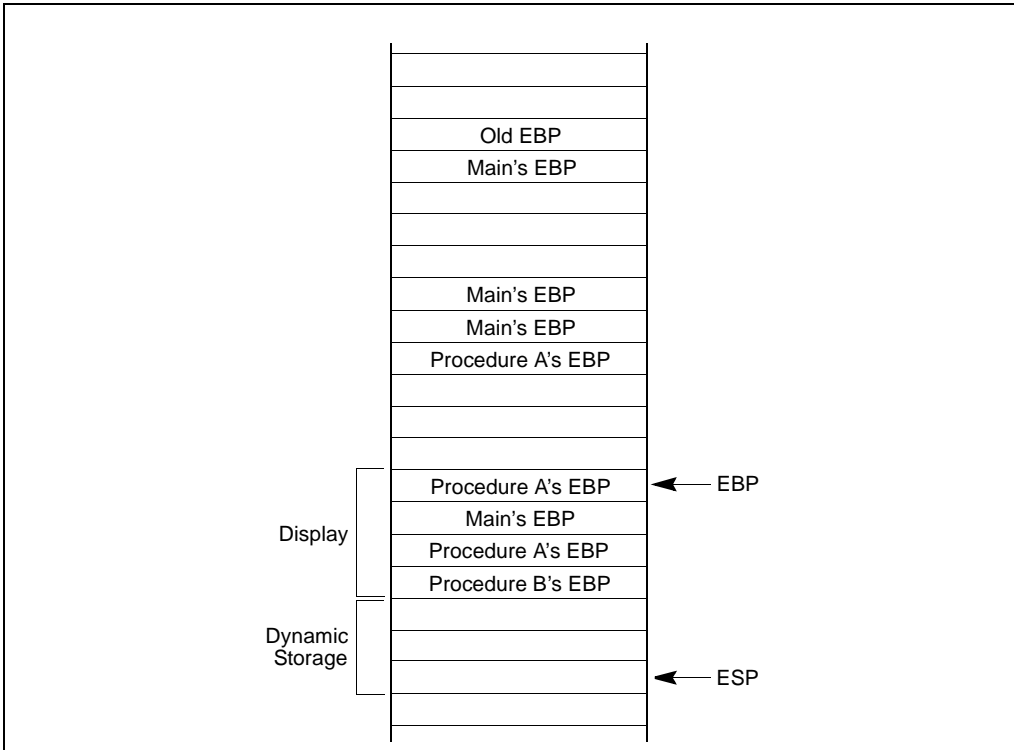 Old EBP
Main's EBP
Main's EBP
Main's EBP
Procedure A's EBP
Procedure A's EBP
EBP
Main's EBP
Display
Procedure A's EBP
Procedure B's EBP
Dynamic
Storage
ESP